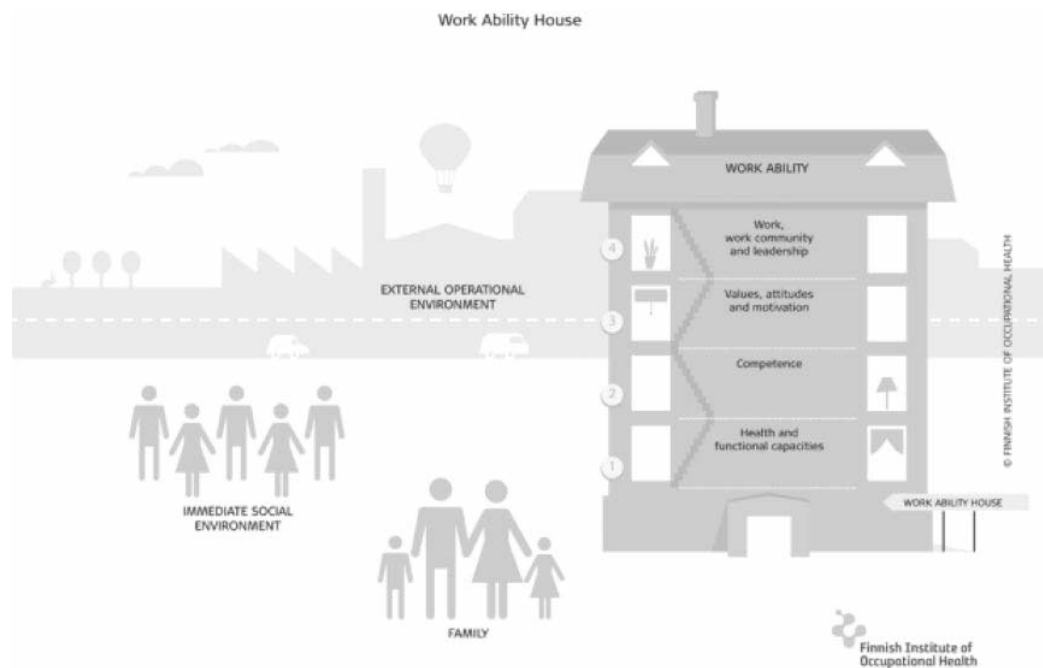 Work Ability House
WORK ABILITY
4
Work,
work community
and leadership
EXTERNAL OPERATIONAL
ENVIRONMENT
3
Values, attitudes
and motivation
2
Competence
1
Health and
functional capacities
© FINNISH INSTITUTE OF OCCUPATIONAL HEALTH
WORK ABILITY HOUSE
IMMEDIATE SOCIAL
ENVIRONMENT
FAMILY
Finnish Institute of
Occupational Health